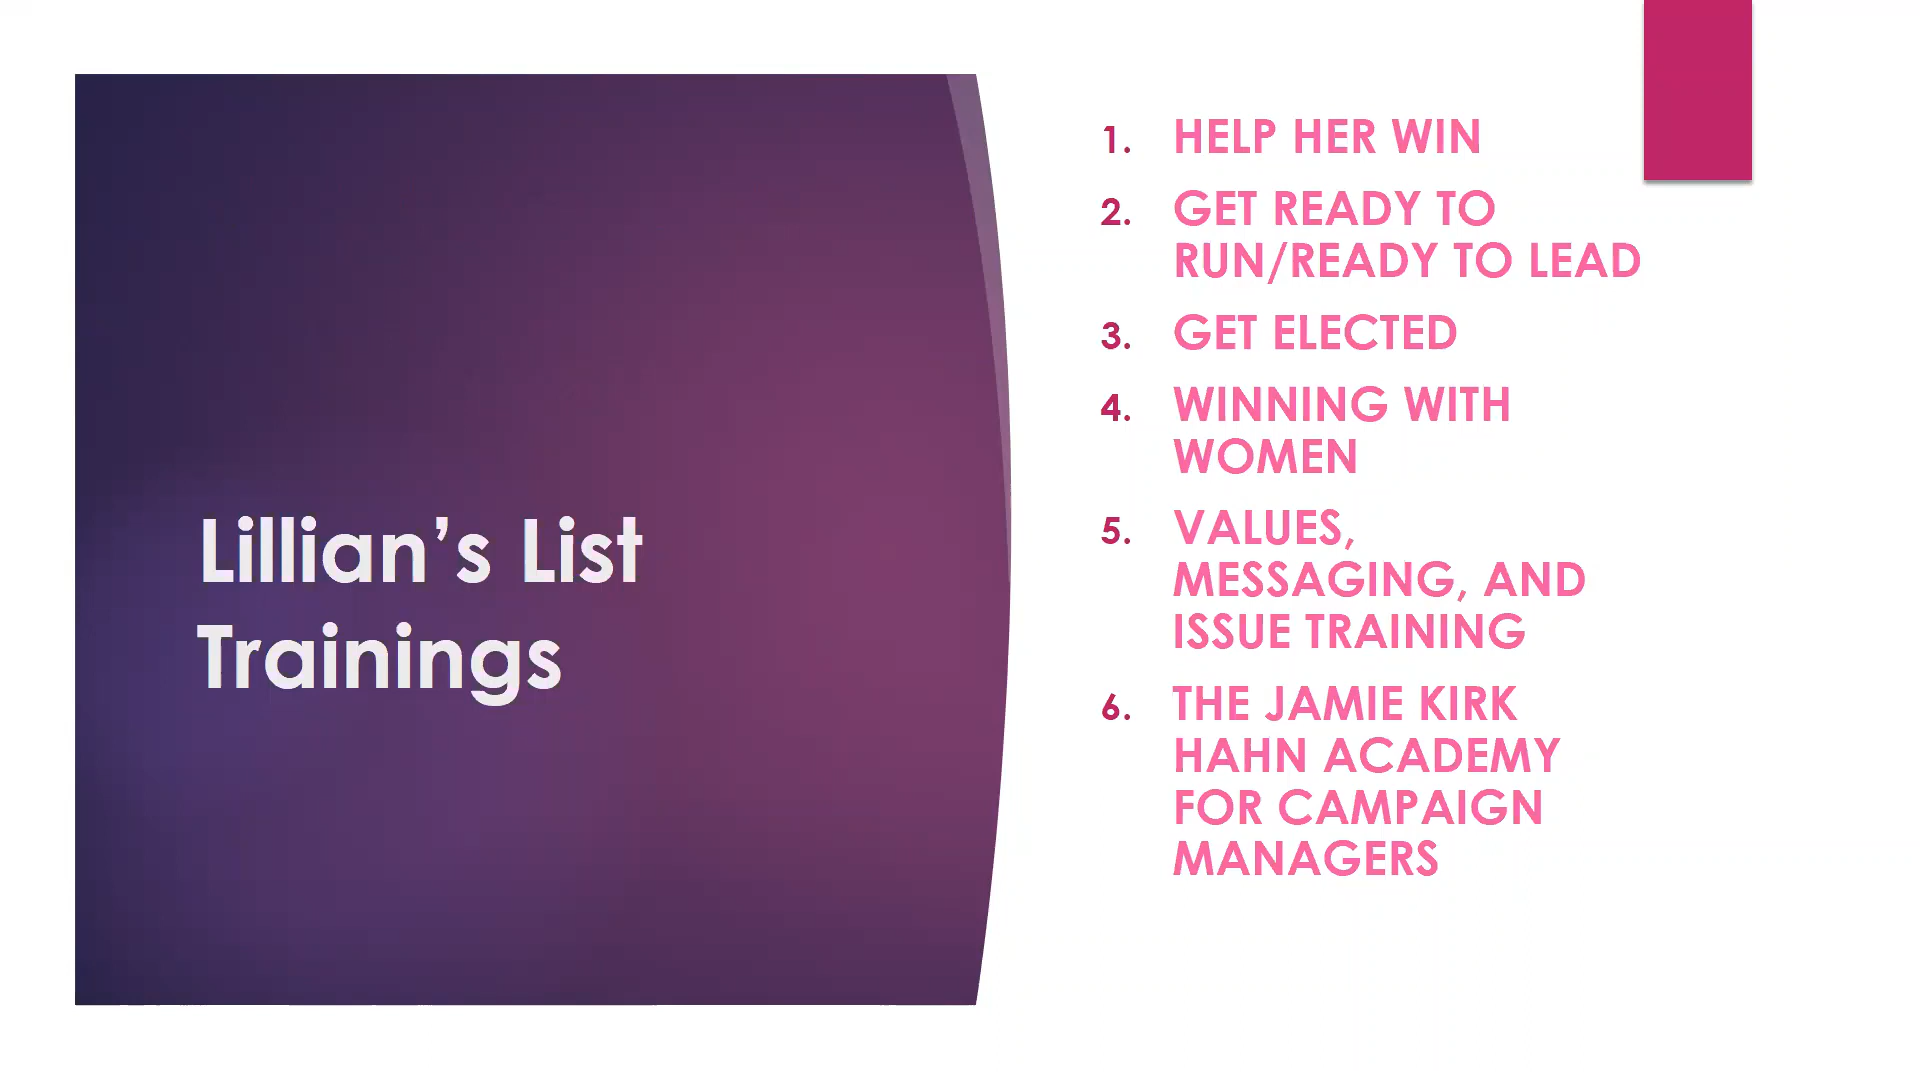 Lillian’s List
Trainings
1. HELP HER WIN
2. GET READY TO
RUN/READY TO LEAD
3. GET ELECTED
4. WINNING WITH
WOMEN
5. VALUES,
MESSAGING, AND
ISSUE TRAINING
6. THE JAMIE KIRK
HAHN ACADEMY
FOR CAMPAIGN
MANAGERS